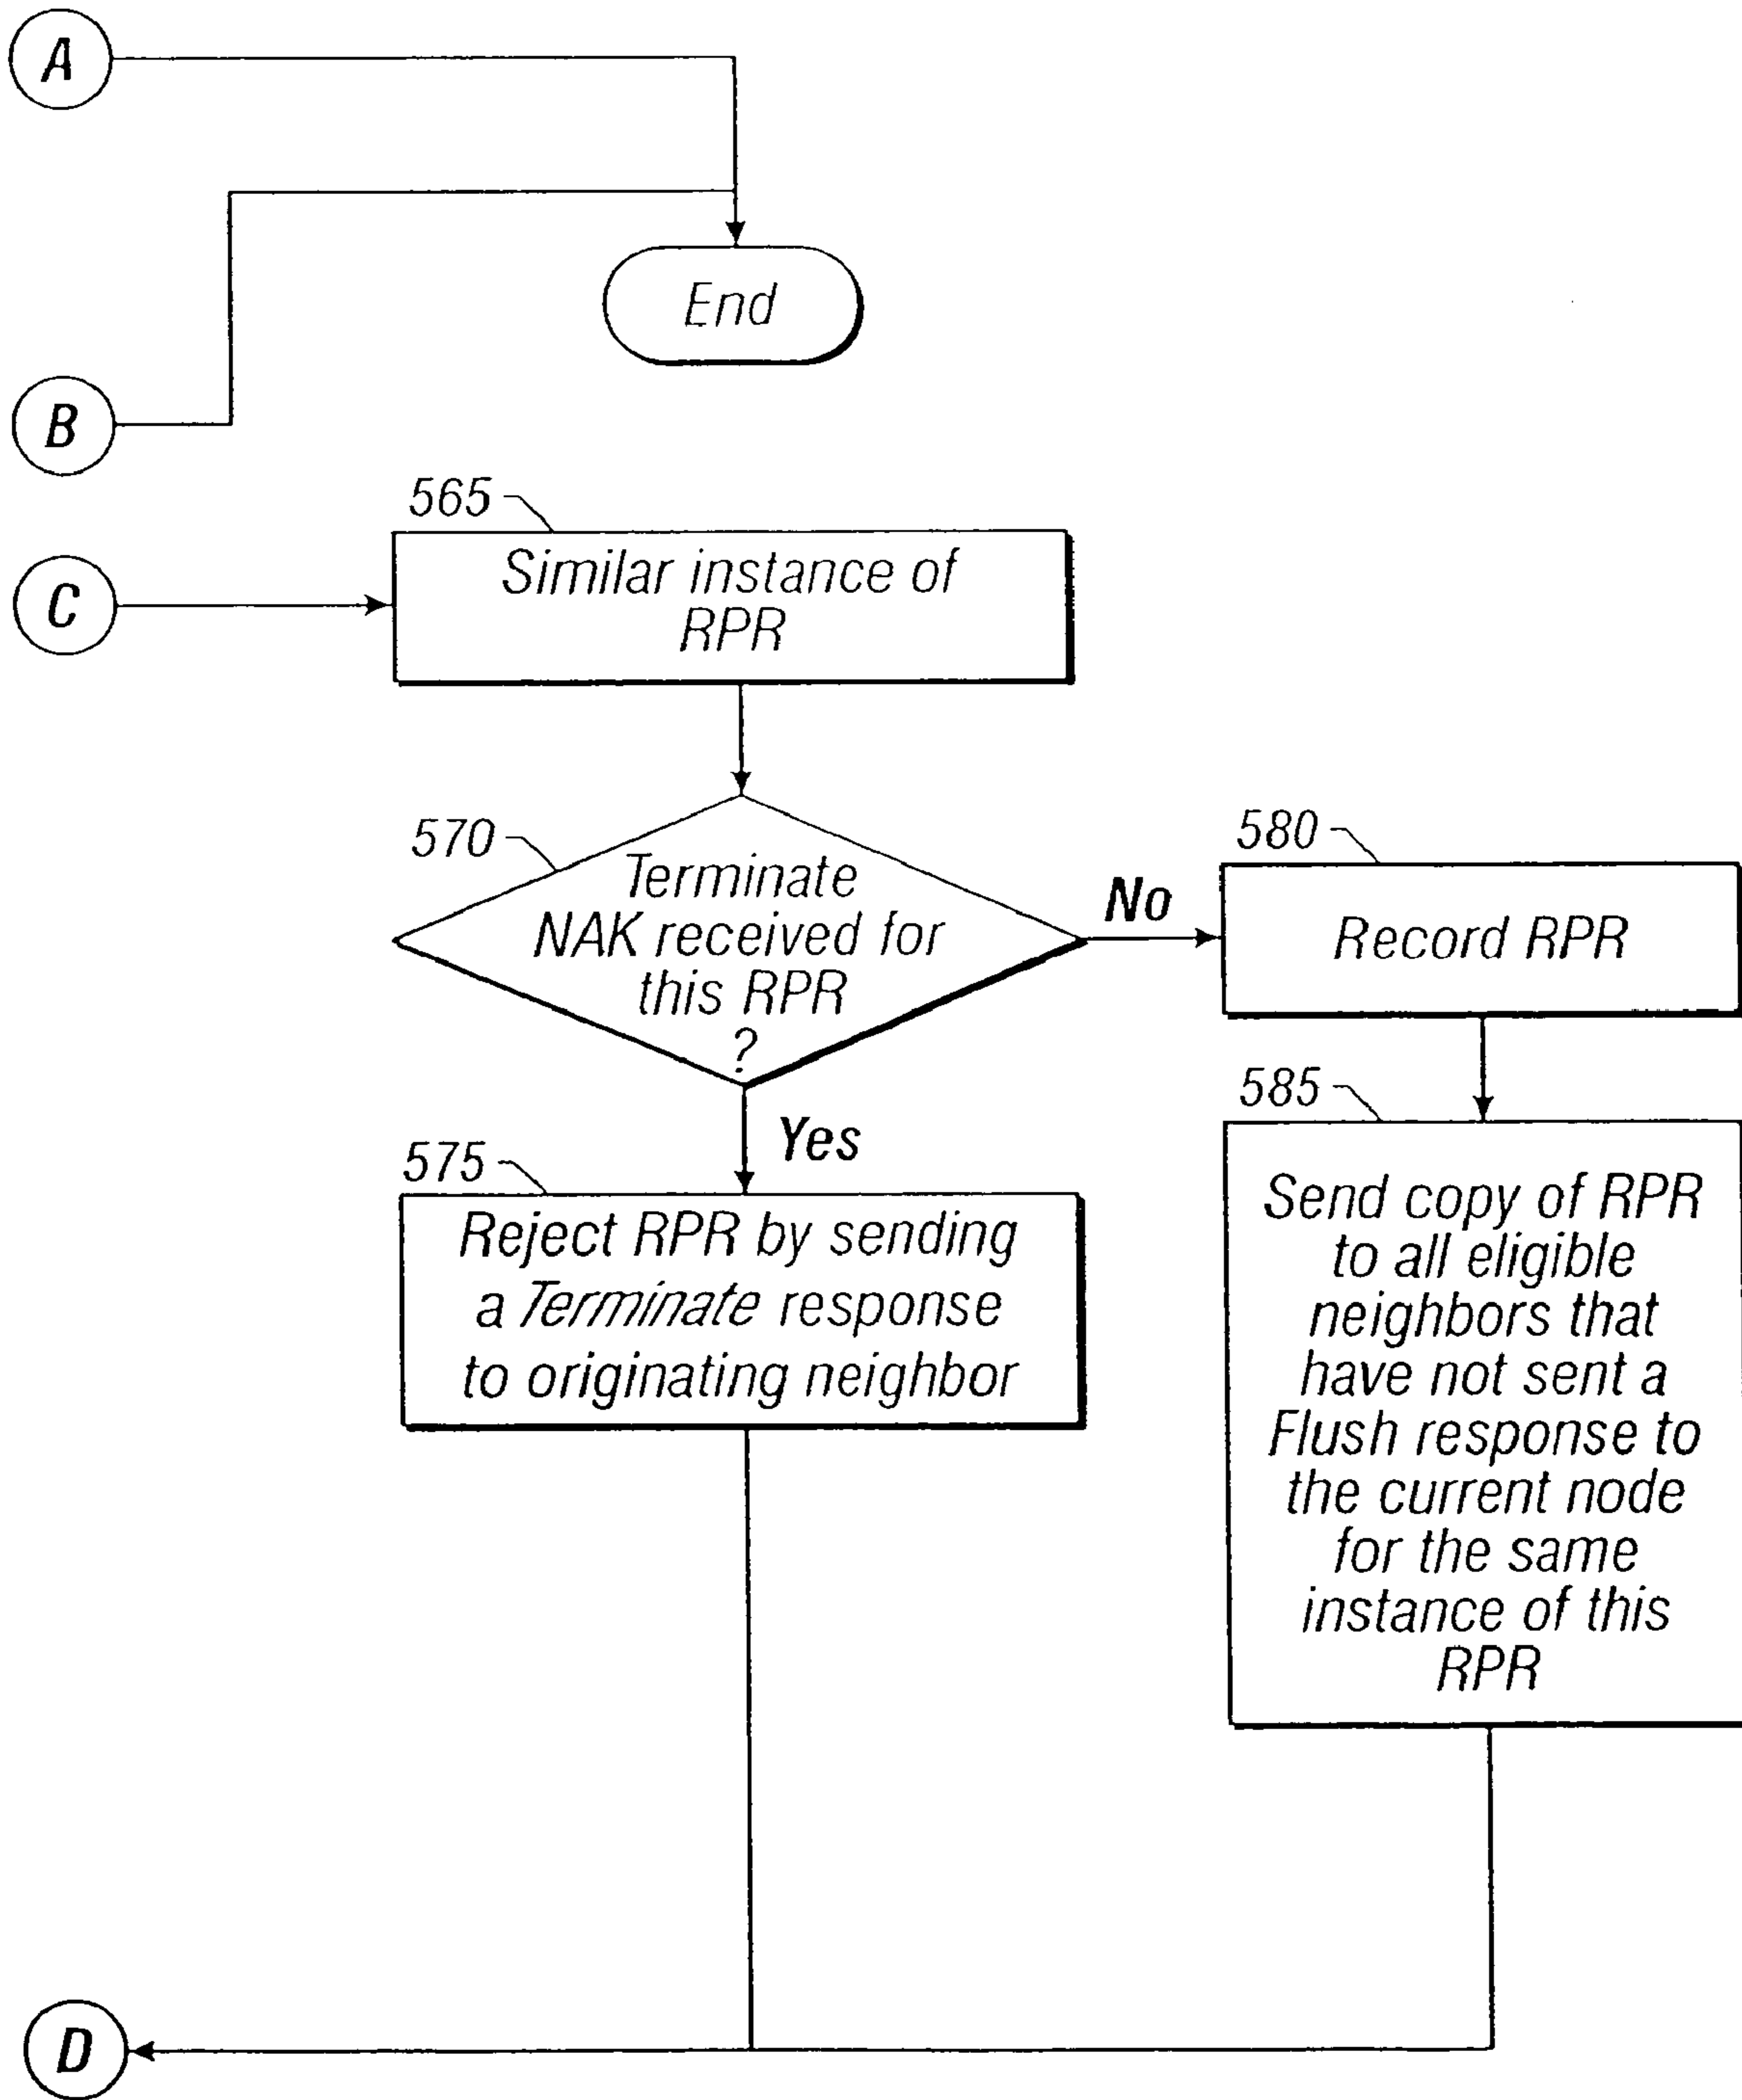 A
End
B
565
C
Similar instance of
RPR
570
Terminate
NAK received for
this RPR
?
No
580
Record RPR
Yes
575
Reject RPR by sending
a Terminate response
to originating neighbor
585
Send copy of RPR
to all eligible
neighbors that
have not sent a
Flush response to
the current node
for the same
instance of this
RPR
D